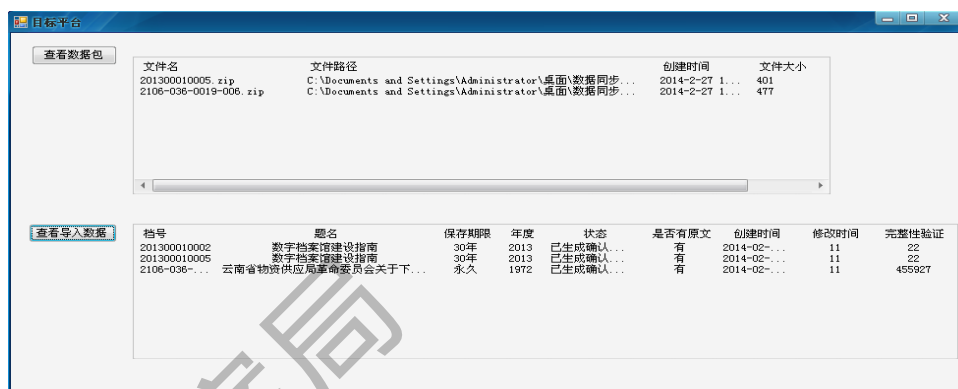 目标平台
查看数据包
文件名 文件路径 创建时间 文件大小
201300010005.zip C:\Documents and Settings\Administrator\桌面\数据同步... 2014-2-27 1... 401
2106-036-0019-006.zip C:\Documents and Settings\Administrator\桌面\数据同步... 2014-2-27 1... 477
查看导入数据
档号 题名 保存期限 年度 状态 是否有原文 创建时间 修改时间 完整性验证
201300010002 数字档案馆建设指南 30年 2013 已生成确认... 有 2014-02-... 11 22
201300010005 数字档案馆建设指南 30年 2013 已生成确认... 有 2014-02-... 11 22
2106-036-... 云南省物资供应局革命委员会关于下... 永久 1972 已生成确认... 有 2014-02-... 11 455927
局